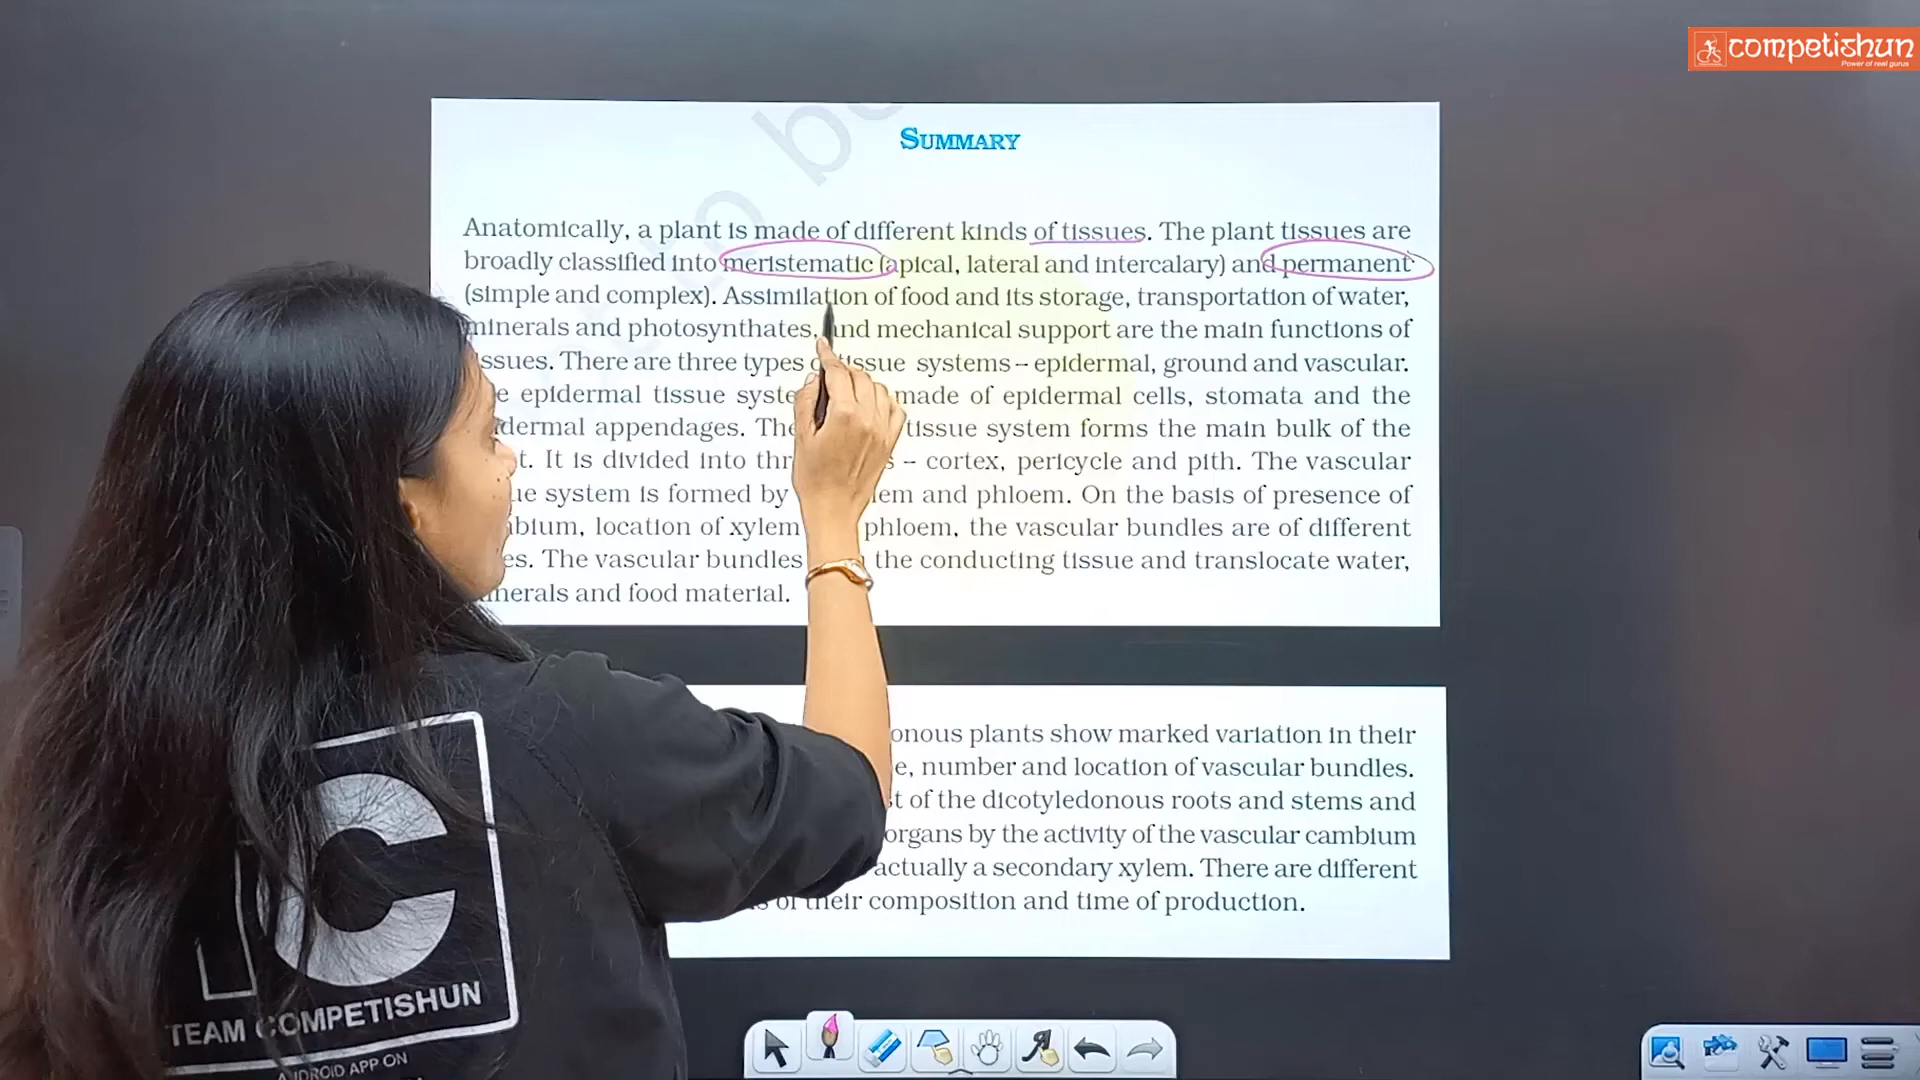 competishun
Power of real gurus
SUMMARY
Anatomically, a plant is made of different kinds of tissues. The plant tissues are
broadly classified into meristematic (apical, lateral and intercalary) and permanent
(simple and complex). Assimilation of food and its storage, transportation of water,
minerals and photosynthates, and mechanical support are the main functions of
issues. There are three types tissue systems – epidermal, ground and vascular.
e epidermal tissue syste made of epidermal cells, stomata and the
dermal appendages. The tissue system forms the main bulk of the
t. It is divided into thr s – cortex, pericycle and pith. The vascular
ue system is formed by lem and phloem. On the basis of presence of
bium, location of xylem phloem, the vascular bundles are of different
es. The vascular bundles the conducting tissue and translocate water,
nerals and food material.
onous plants show marked variation in their
e, number and location of vascular bundles.
t of the dicotyledonous roots and stems and
organs by the activity of the vascular cambium
actually a secondary xylem. There are different
of their composition and time of production.
TEAM COMPETISHUN
APP ON